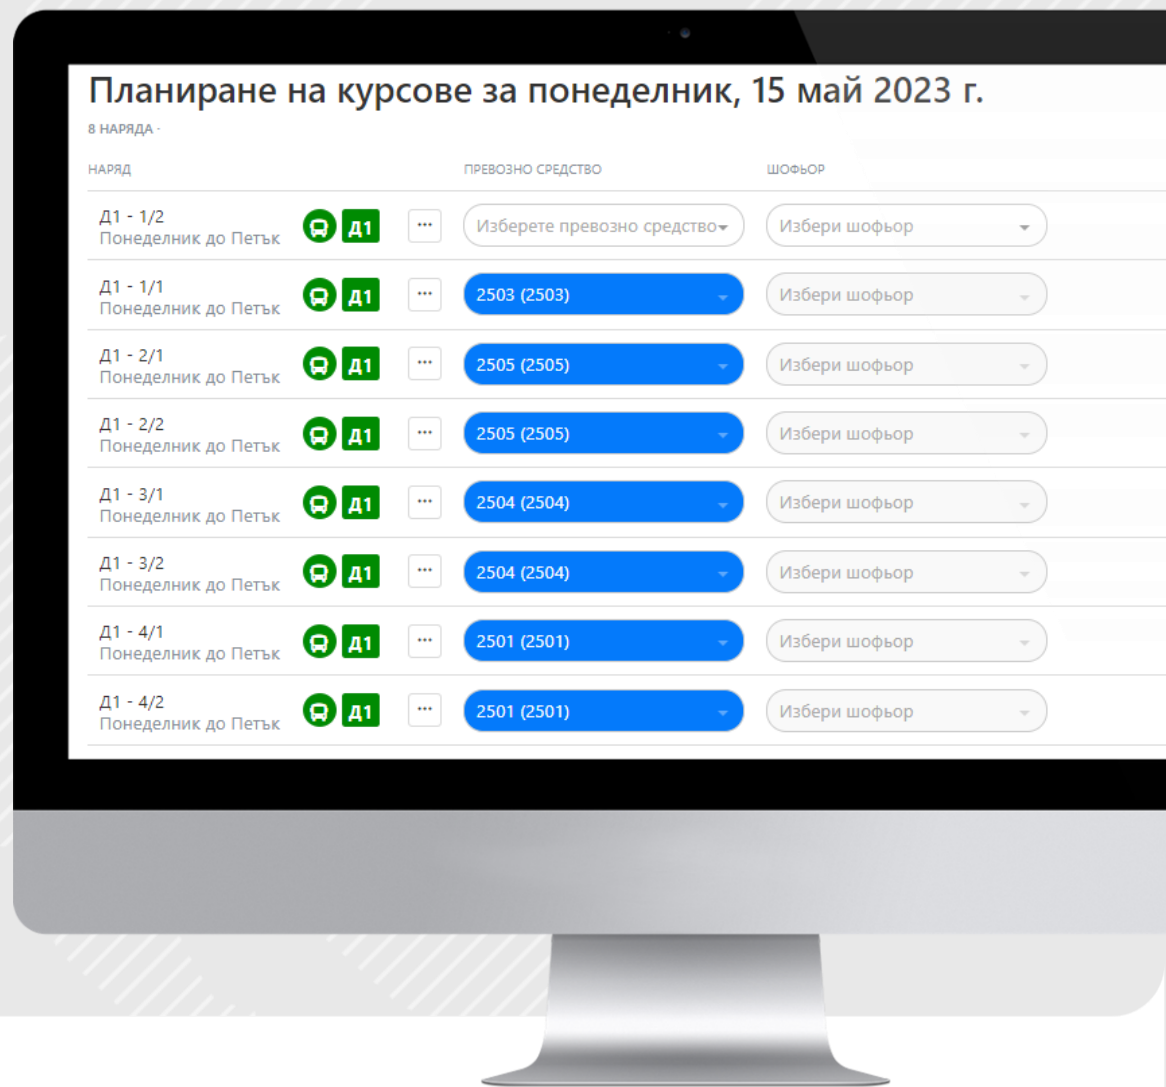 Планиране на курсове за понеделник, 15 май 2023 г.
8 НАРЯДА ·
НАРЯД ПРЕВОЗНО СРЕДСТВО ШОФЬОР
Д1 - 1/2
Понеделник до Петък Д1 ··· Изберете превозно средство Избери шофьор
Д1 - 1/1
Понеделник до Петък Д1 ··· 2503 (2503) Избери шофьор
Д1 - 2/1
Понеделник до Петък Д1 ··· 2505 (2505) Избери шофьор
Д1 - 2/2
Понеделник до Петък Д1 ··· 2505 (2505) Избери шофьор
Д1 - 3/1
Понеделник до Петък Д1 ··· 2504 (2504) Избери шофьор
Д1 - 3/2
Понеделник до Петък Д1 ··· 2504 (2504) Избери шофьор
Д1 - 4/1
Понеделник до Петък Д1 ··· 2501 (2501) Избери шофьор
Д1 - 4/2
Понеделник до Петък Д1 ··· 2501 (2501) Избери шофьор